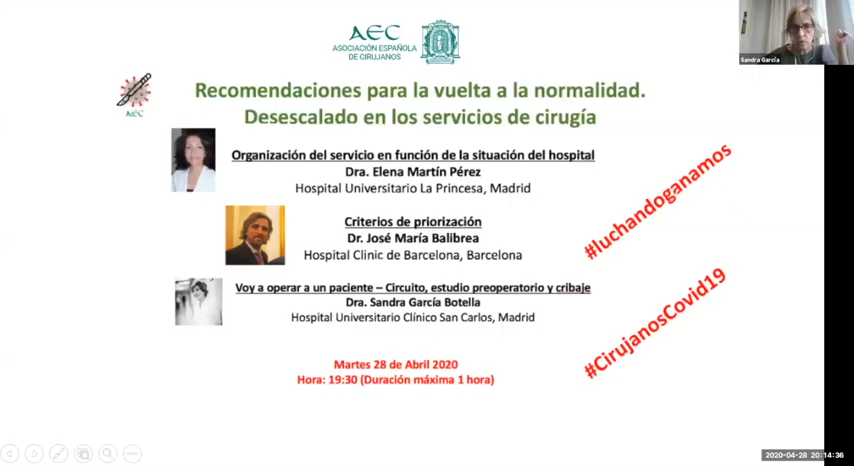 AEC
ASOCIACIÓN ESPAÑOLA
DE CIRUJANOS
Sandra García
AEC
Recomendaciones para la vuelta a la normalidad.
Desescalado en los servicios de cirugía
Organización del servicio en función de la situación del hospital
Dra. Elena Martín Pérez
Hospital Universitario La Princesa, Madrid
#luchandoganamos
Criterios de priorización
Dr. José María Balibrea
Hospital Clinic de Barcelona, Barcelona
Voy a operar a un paciente – Circuito, estudio preoperatorio y cribaje
Dra. Sandra García Botella
Hospital Universitario Clínico San Carlos, Madrid
#CirujanosCovid19
Martes 28 de Abril 2020
Hora: 19:30 (Duración máxima 1 hora)
2020-04-28 20:14:36